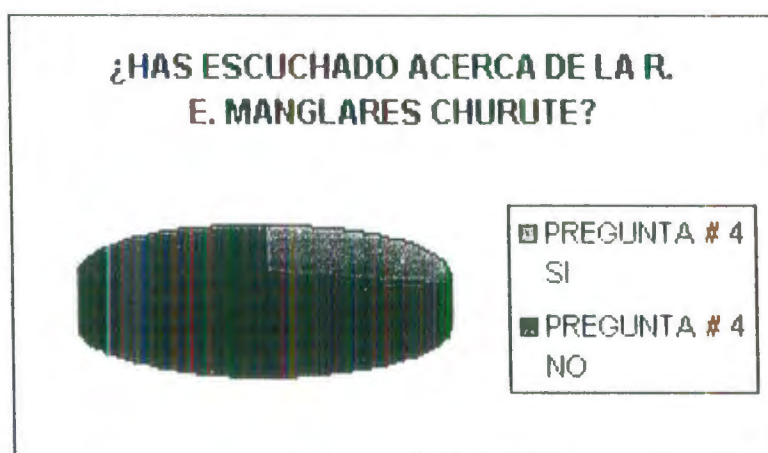 ¿HAS ESCUCHADO ACERCA DE LA R.
E. MANGLARES CHURUTE?
PREGUNTA # 4
SI
PREGUNTA # 4
NO